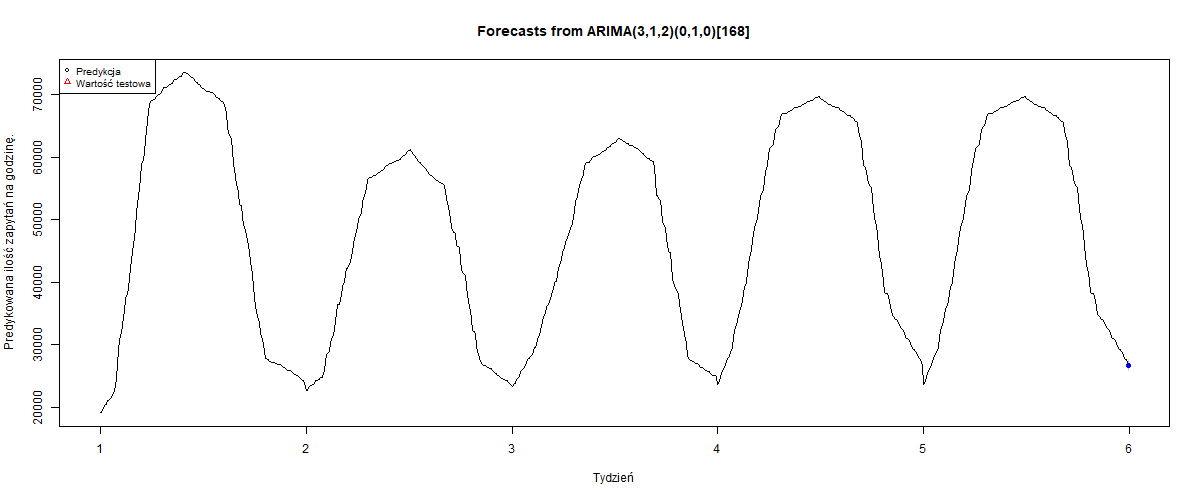 Forecasts from ARIMA(3,1,2)(0,1,0)[168]
Predykcja
Wartość testowa
Predykowana ilość zapytań na godzinę.
70000
60000
50000
40000
30000
20000
1 2 3 4 5 6
Tydzień